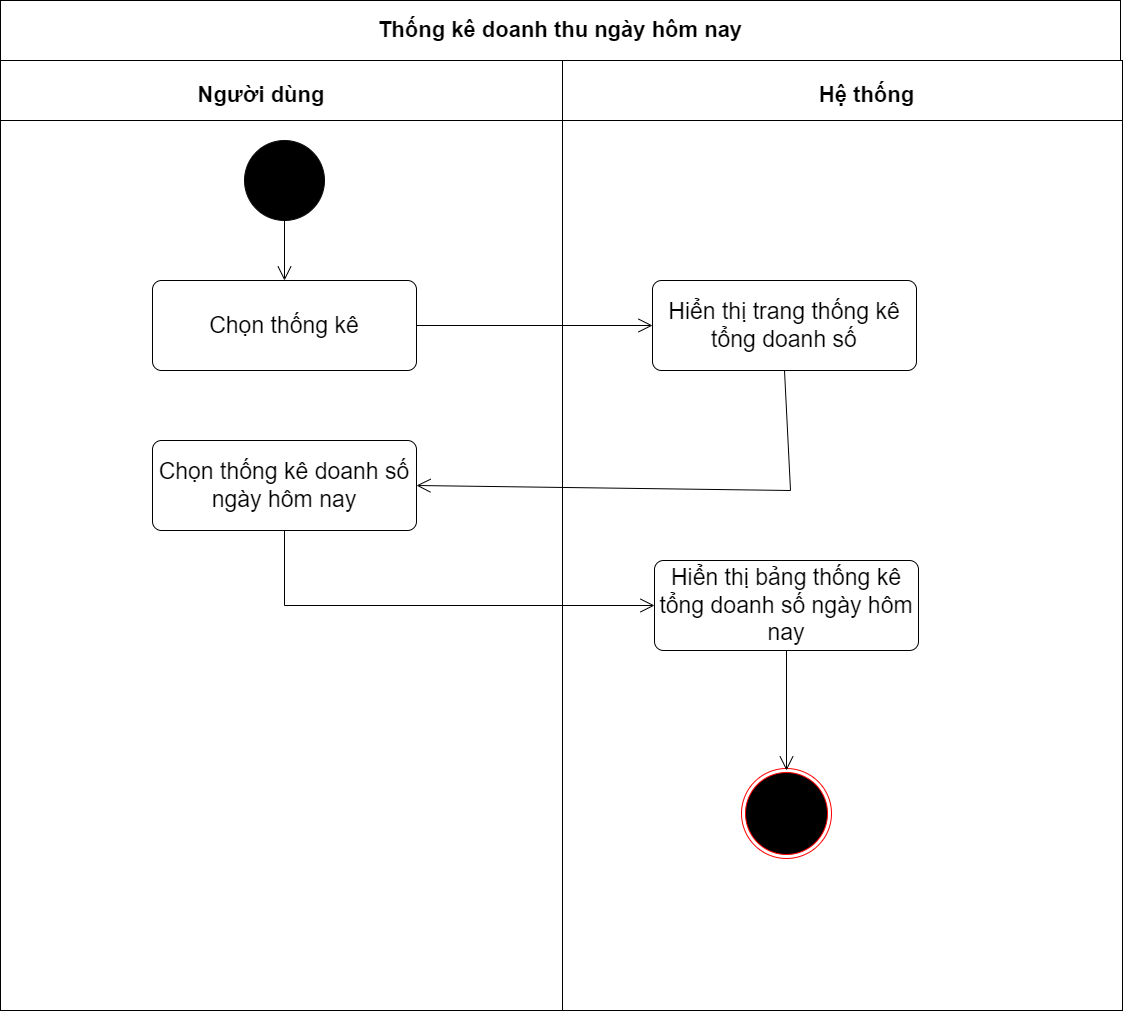 Thống kê doanh thu ngày hôm nay
Người dùng
Hệ thống
Chọn thống kê
Hiển thị trang thống kê
tổng doanh số
Chọn thống kê doanh số
ngày hôm nay
Hiển thị bảng thống kê
tổng doanh số ngày hôm
nay